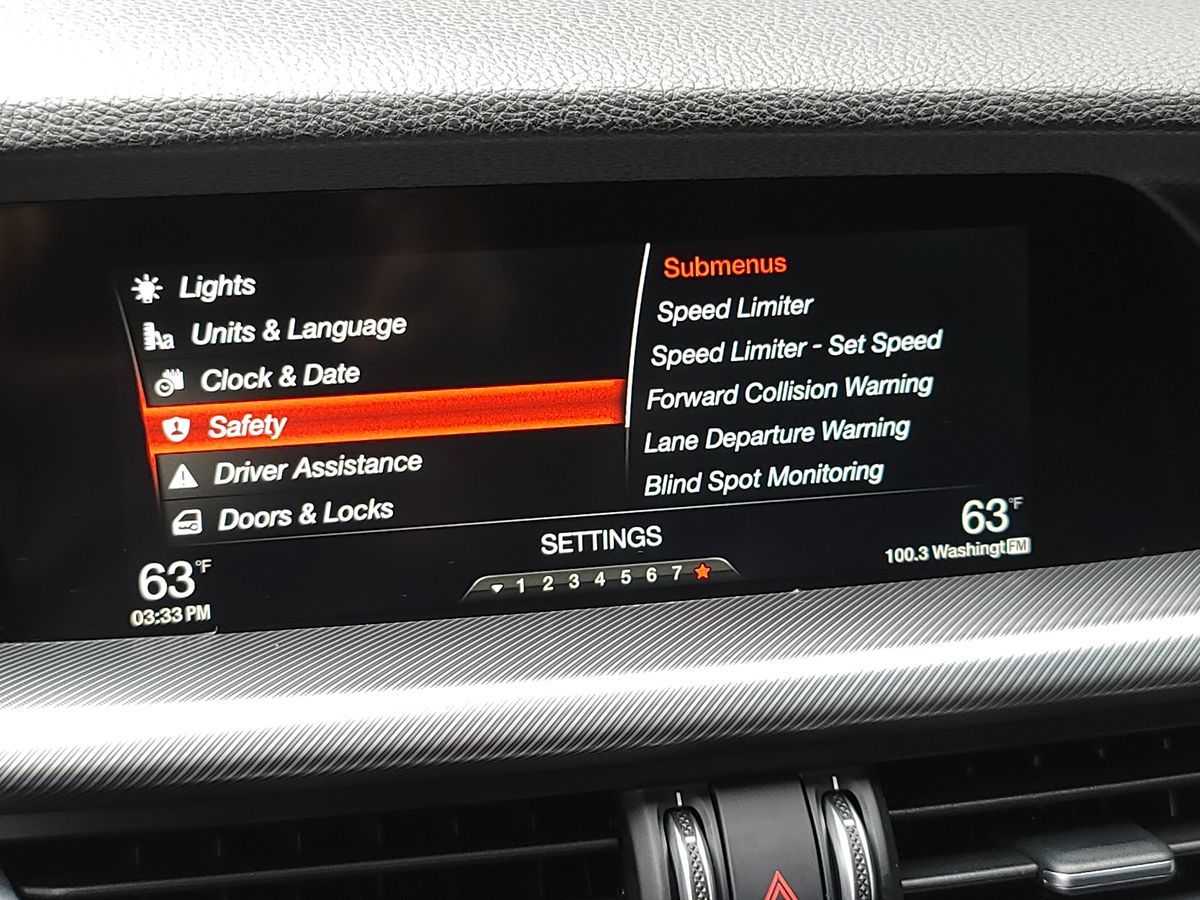 Lights
Units & Language
Clock & Date
Safety
Driver Assistance
Doors & Locks
Submenus
Speed Limiter
Speed Limiter - Set Speed
Forward Collision Warning
Lane Departure Warning
Blind Spot Monitoring
SETTINGS
1 2 3 4 5 6 7
63°F
03:33 PM
63°F
100.3 Washingt FM